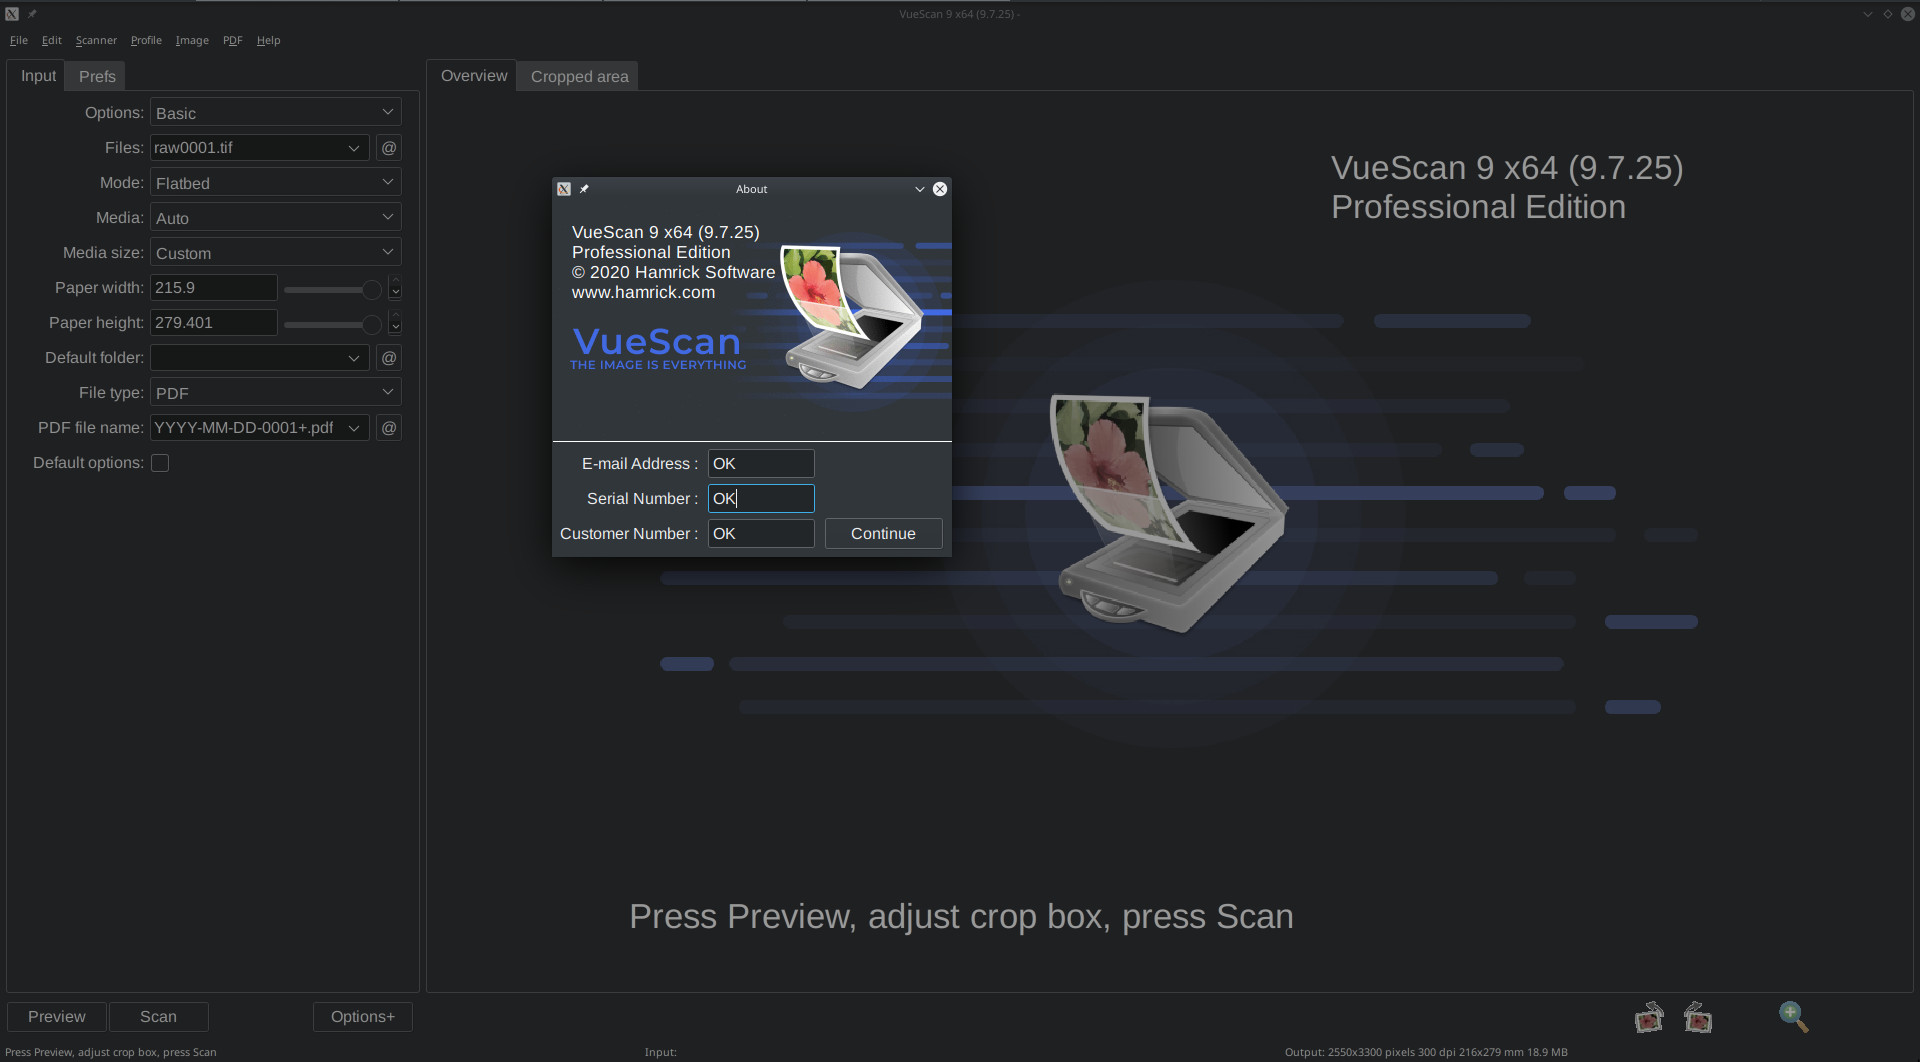 VueScan 9 x64 (9.7.25) -
File Edit Scanner Profile Image PDF Help
Input Prefs
Overview Cropped area
Options: Basic
Files: raw0001.tif @
Mode: Flatbed
Media: Auto
Media size: Custom
Paper width: 215.9
Paper height: 279.401
Default folder: @
File type: PDF
PDF file name: YYYY-MM-DD-0001+.pdf @
Default options:
VueScan 9 x64 (9.7.25)
Professional Edition
About
VueScan 9 x64 (9.7.25)
Professional Edition
© 2020 Hamrick Software
www.hamrick.com
VueScan
THE IMAGE IS EVERYTHING
E-mail Address : OK
Serial Number : OK
Customer Number : OK Continue
Press Preview, adjust crop box, press Scan
Preview Scan Options+
Press Preview, adjust crop box, press Scan Input: Output: 2550x3300 pixels 300 dpi 216x279 mm 18.9 MB